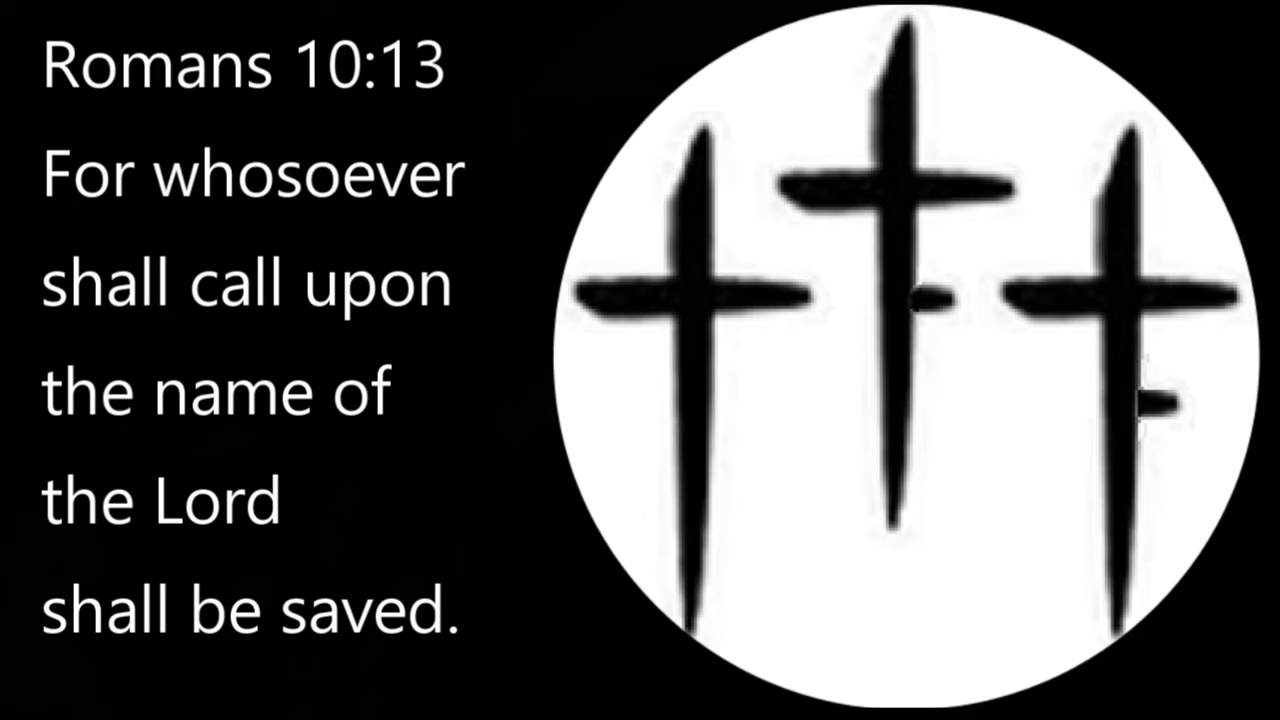 Romans 10:13
For whosoever
shall call upon
the name of
the Lord
shall be saved.